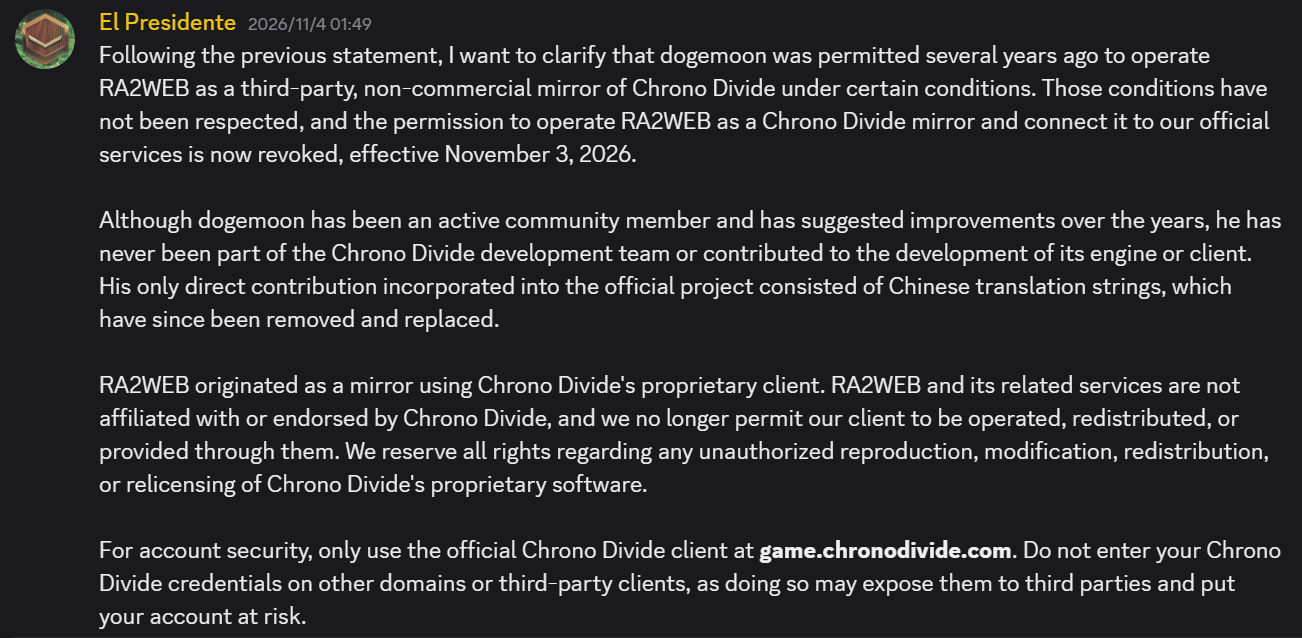 El Presidente 2026/11/4 01:49
Following the previous statement, I want to clarify that dogemoon was permitted several years ago to operate
RA2WEB as a third-party, non-commercial mirror of Chrono Divide under certain conditions. Those conditions have
not been respected, and the permission to operate RA2WEB as a Chrono Divide mirror and connect it to our official
services is now revoked, effective November 3, 2026.
Although dogemoon has been an active community member and has suggested improvements over the years, he has
never been part of the Chrono Divide development team or contributed to the development of its engine or client.
His only direct contribution incorporated into the official project consisted of Chinese translation strings, which
have since been removed and replaced.
RA2WEB originated as a mirror using Chrono Divide's proprietary client. RA2WEB and its related services are not
affiliated with or endorsed by Chrono Divide, and we no longer permit our client to be operated, redistributed, or
provided through them. We reserve all rights regarding any unauthorized reproduction, modification, redistribution,
or relicensing of Chrono Divide's proprietary software.
For account security, only use the official Chrono Divide client at game.chronodivide.com. Do not enter your Chrono
Divide credentials on other domains or third-party clients, as doing so may expose them to third parties and put
your account at risk.